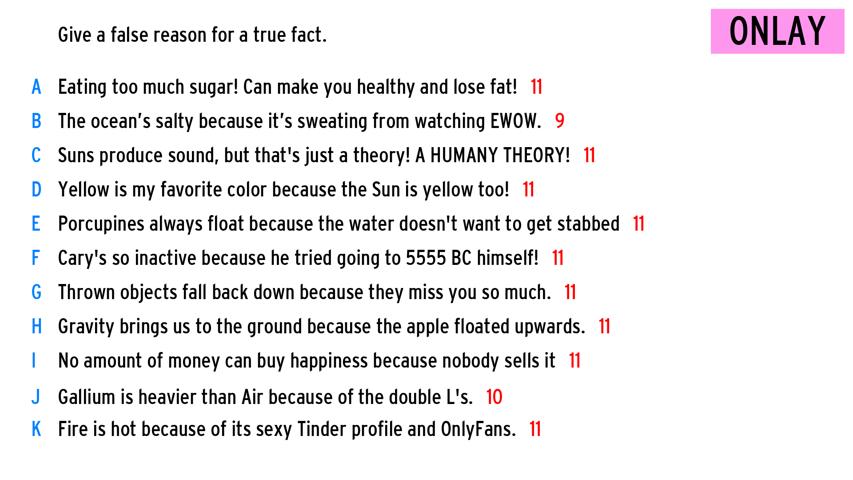 Give a false reason for a true fact.
ONLAY
A Eating too much sugar! Can make you healthy and lose fat! 11
B The ocean’s salty because it’s sweating from watching EWOW. 9
C Suns produce sound, but that's just a theory! A HUMANY THEORY! 11
D Yellow is my favorite color because the Sun is yellow too! 11
E Porcupines always float because the water doesn't want to get stabbed 11
F Cary's so inactive because he tried going to 5555 BC himself! 11
G Thrown objects fall back down because they miss you so much. 11
H Gravity brings us to the ground because the apple floated upwards. 11
I No amount of money can buy happiness because nobody sells it 11
J Gallium is heavier than Air because of the double L's. 10
K Fire is hot because of its sexy Tinder profile and OnlyFans. 11